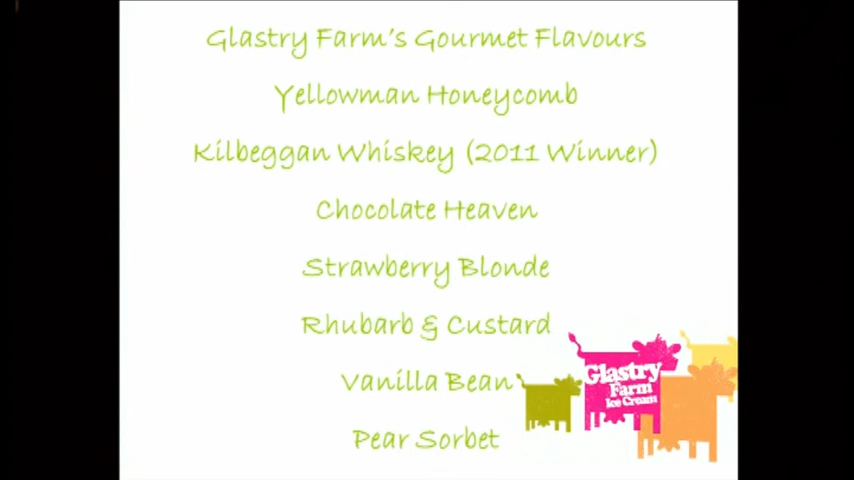 Glastry Farm's Gourmet Flavours
Yellowman Honeycomb
Kilbeggan Whiskey (2011 Winner)
Chocolate Heaven
Strawberry Blonde
Rhubarb & Custard
Vanilla Bean
Pear Sorbet
Glastry
Farm
Ice Cream